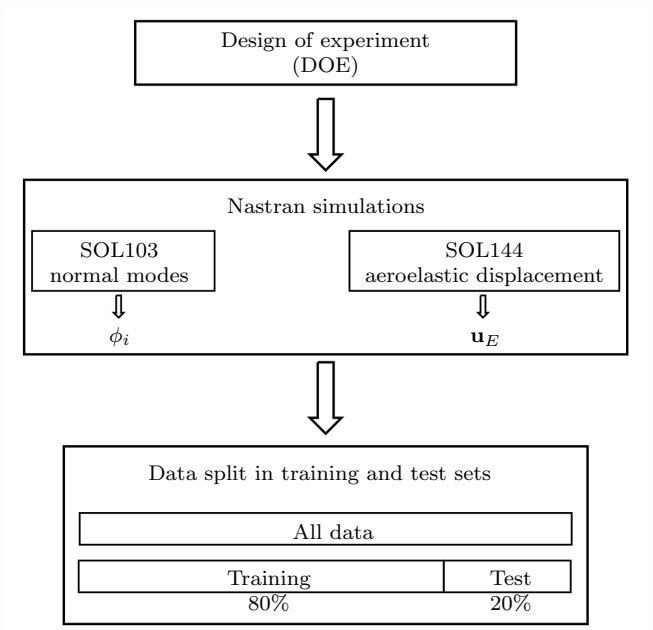 Design of experiment
(DOE)
Nastran simulations
SOL103
normal modes
ϕᵢ
SOL144
aeroelastic displacement
𝐮_E
Data split in training and test sets
All data
Training
80%
Test
20%